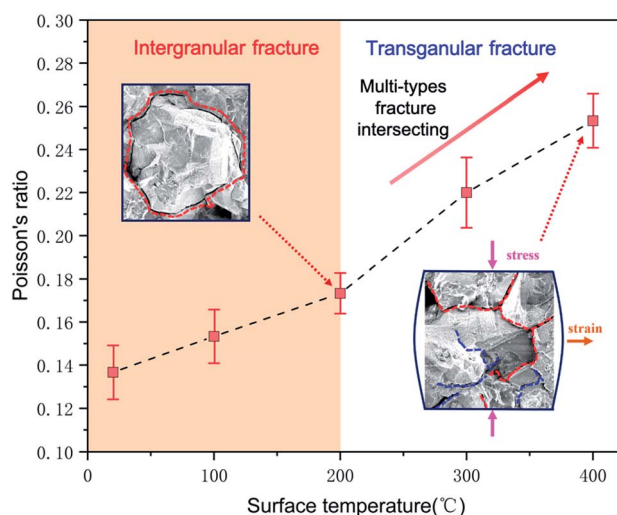 Intergranular fracture
Transganular fracture
Multi-types
fracture
intersecting
stress
strain
Poisson's ratio
0.30
0.28
0.26
0.24
0.22
0.20
0.18
0.16
0.14
0.12
0.10
0
100
200
300
400
Surface temperature(℃)